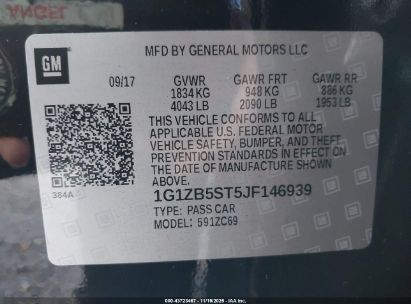 MFD BY GENERAL MOTORS LLC
GM
09/17 GVWR GAWR FRT GAWR RR
1834 KG 948 KG 886 KG
4043 LB 2090 LB 1953 LB
THIS VEHICLE CONFORMS TO ALL
APPLICABLE U.S. FEDERAL MOTOR
VEHICLE SAFETY, BUMPER, AND THEFT
PREVENTION STANDARDS IN EFFECT ON
THE DATE OF MANUFACTURE SHOWN
ABOVE.
384A
1G1ZB5ST5JF146939
TYPE: PASS CAR
MODEL: 591ZC69